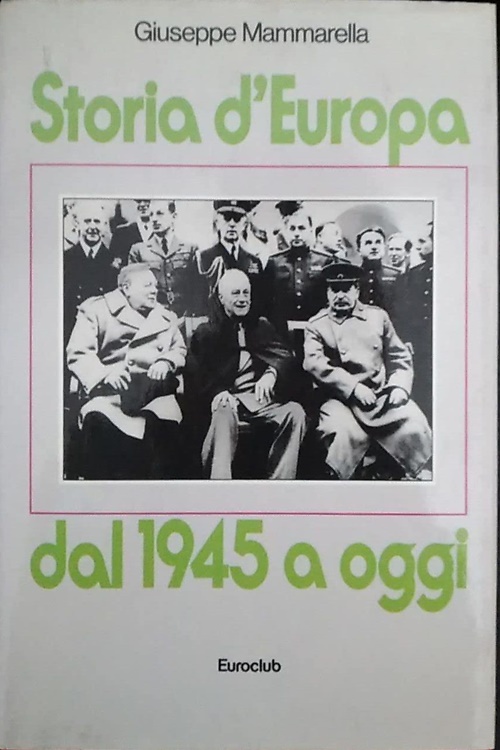 Giuseppe Mammarella
Storia d'Europa
dal 1945 a oggi
Euroclub